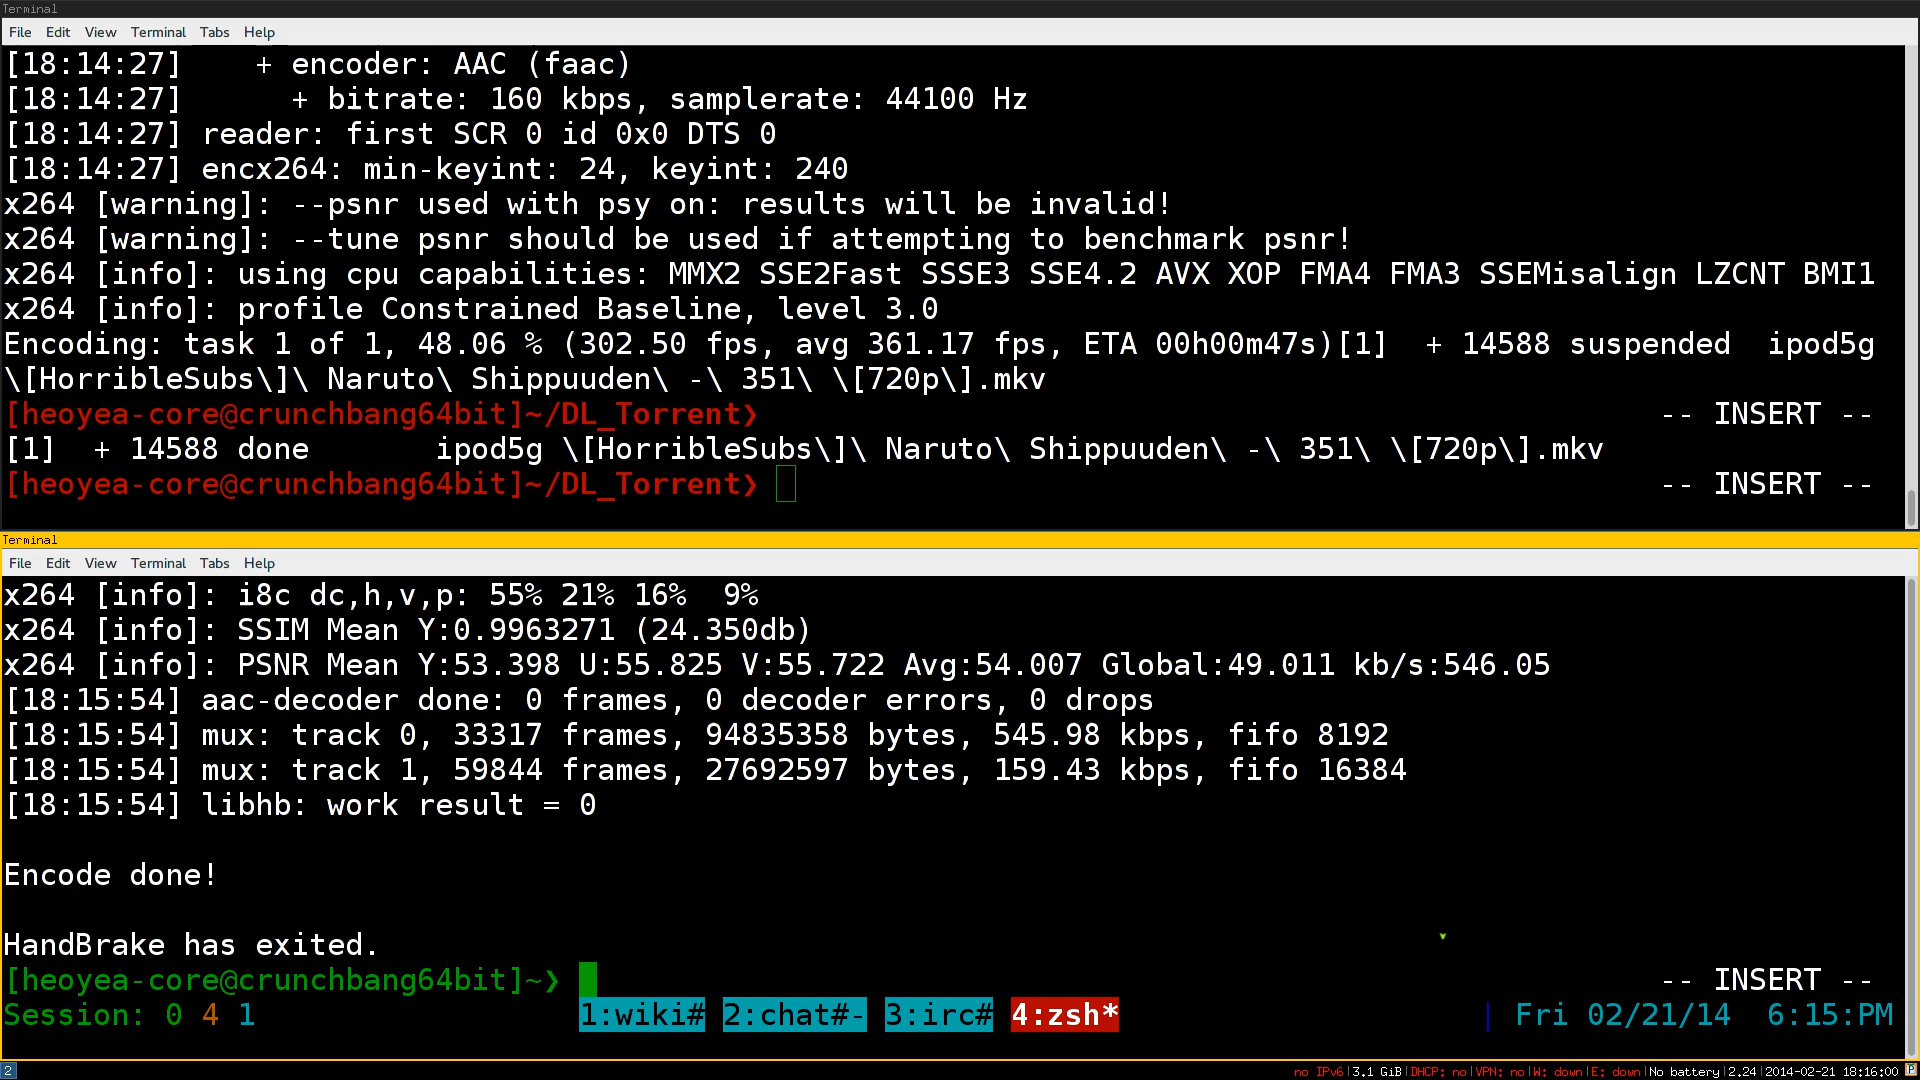 Terminal
File Edit View Terminal Tabs Help
[18:14:27]    + encoder: AAC (faac)
[18:14:27]      + bitrate: 160 kbps, samplerate: 44100 Hz
[18:14:27] reader: first SCR 0 id 0x0 DTS 0
[18:14:27] encx264: min-keyint: 24, keyint: 240
x264 [warning]: --psnr used with psy on: results will be invalid!
x264 [warning]: --tune psnr should be used if attempting to benchmark psnr!
x264 [info]: using cpu capabilities: MMX2 SSE2Fast SSSE3 SSE4.2 AVX XOP FMA4 FMA3 SSEMisalign LZCNT BMI1
x264 [info]: profile Constrained Baseline, level 3.0
Encoding: task 1 of 1, 48.06 % (302.50 fps, avg 361.17 fps, ETA 00h00m47s)[1]  + 14588 suspended  ipod5g
\[HorribleSubs\]\ Naruto\ Shippuuden\ -\ 351\ \[720p\].mkv
[heoyea-core@crunchbang64bit]~/DL_Torrent❯ -- INSERT --
[1]  + 14588 done       ipod5g \[HorribleSubs\]\ Naruto\ Shippuuden\ -\ 351\ \[720p\].mkv
[heoyea-core@crunchbang64bit]~/DL_Torrent❯ -- INSERT --
Terminal
File Edit View Terminal Tabs Help
x264 [info]: i8c dc,h,v,p: 55% 21% 16%  9%
x264 [info]: SSIM Mean Y:0.9963271 (24.350db)
x264 [info]: PSNR Mean Y:53.398 U:55.825 V:55.722 Avg:54.007 Global:49.011 kb/s:546.05
[18:15:54] aac-decoder done: 0 frames, 0 decoder errors, 0 drops
[18:15:54] mux: track 0, 33317 frames, 94835358 bytes, 545.98 kbps, fifo 8192
[18:15:54] mux: track 1, 59844 frames, 27692597 bytes, 159.43 kbps, fifo 16384
[18:15:54] libhb: work result = 0
Encode done!
HandBrake has exited.
[heoyea-core@crunchbang64bit]~❯ -- INSERT --
Session: 0 4 1 1:wiki# 2:chat#- 3:irc# 4:zsh* | Fri 02/21/14  6:15:PM
2 no IPv6|3.1 GiB|DHCP: no|VPN: no|W: down|E: down|No battery|2.24|2014-02-21 18:16:00 P